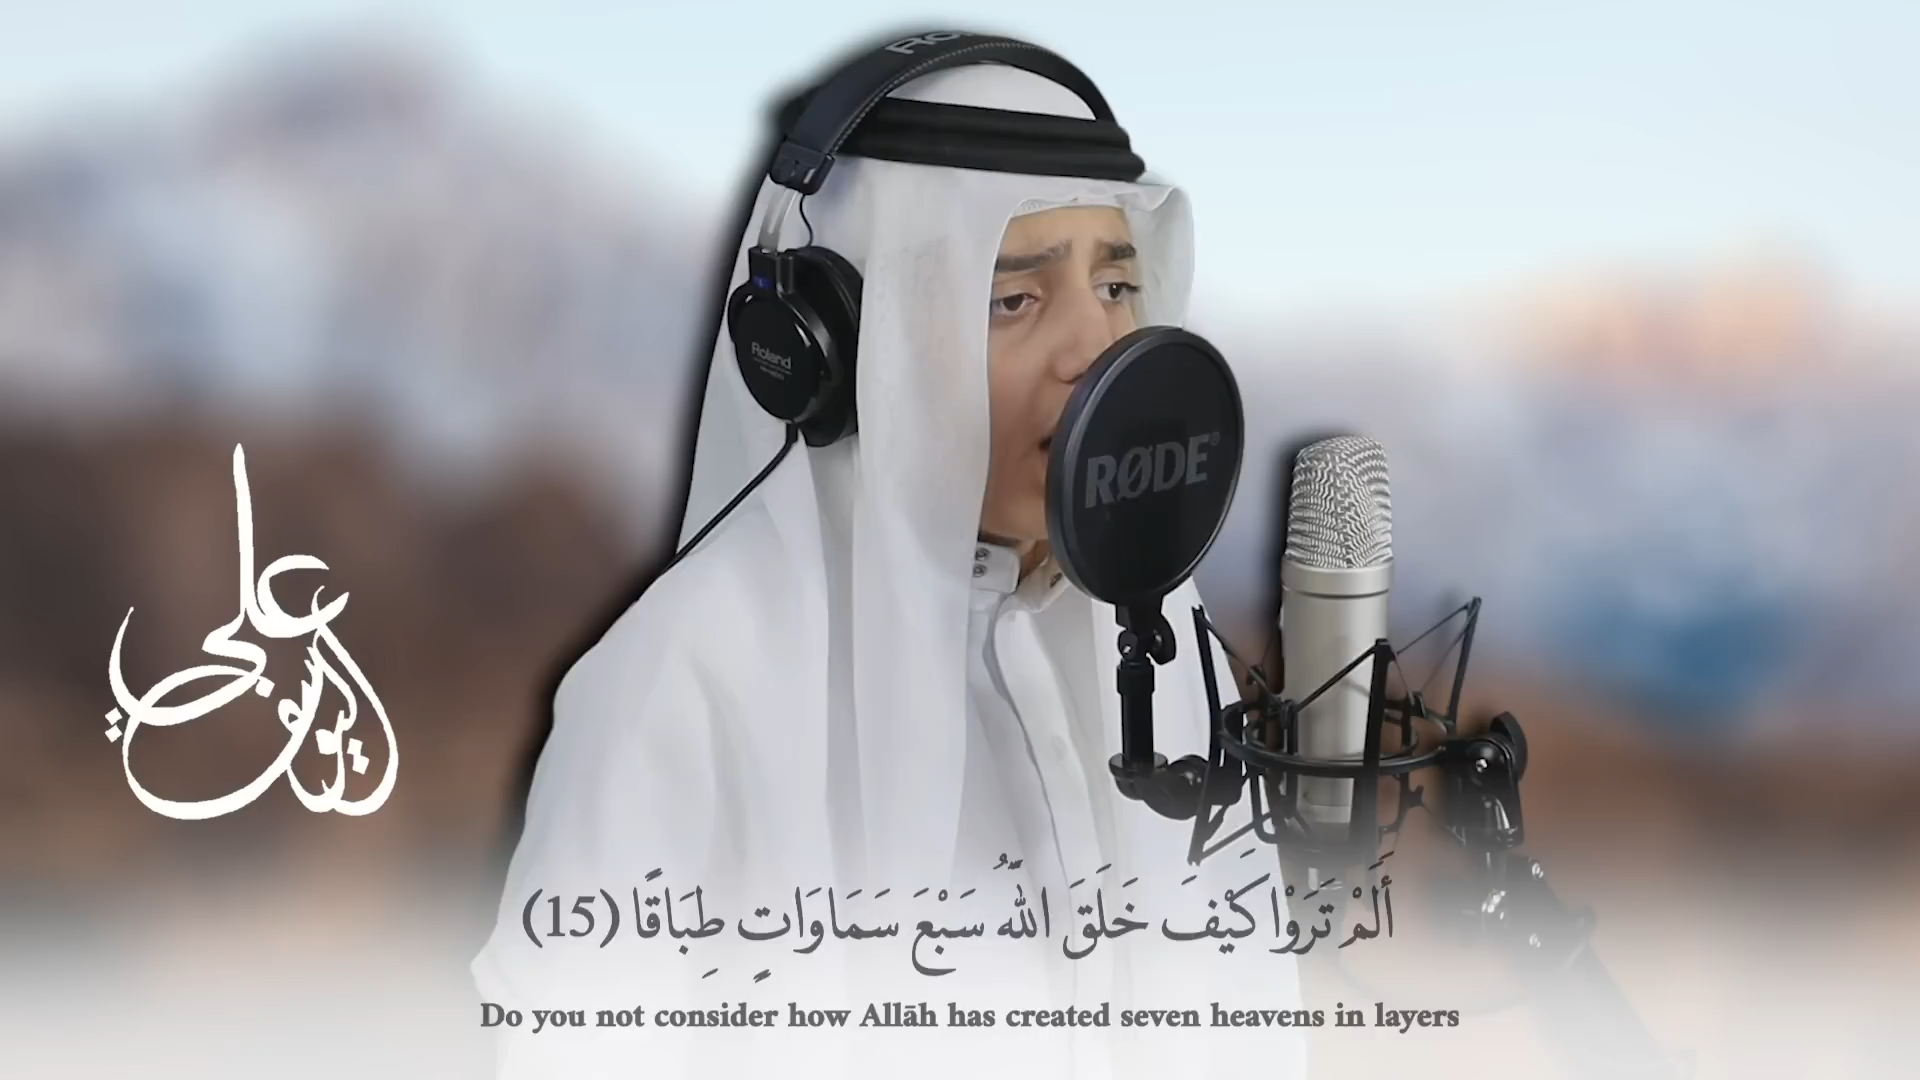 Roland
RØDE®
علي
اليوسف
أَلَمْ تَرَوْا كَيْفَ خَلَقَ اللَّهُ سَبْعَ سَمَاوَاتٍ طِبَاقًا (15)
Do you not consider how Allāh has created seven heavens in layers